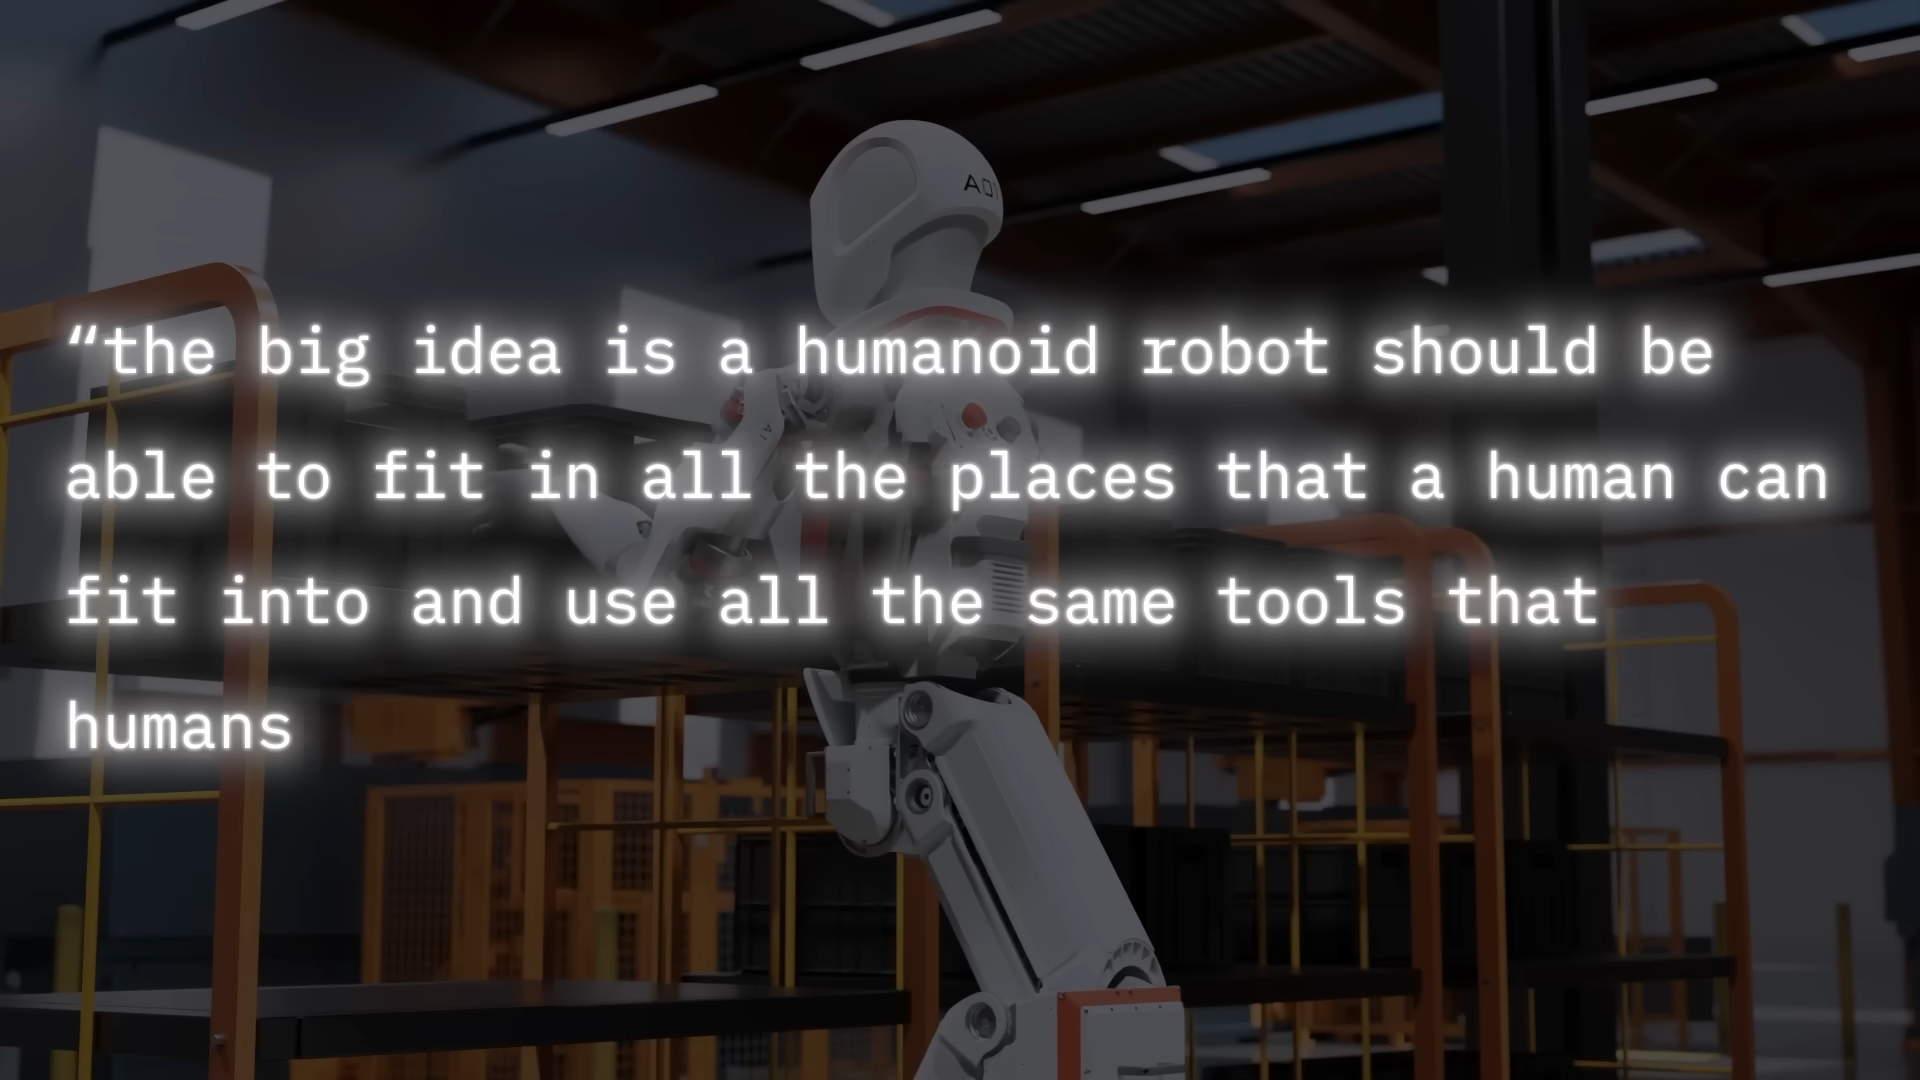 “the big idea is a humanoid robot should be
able to fit in all the places that a human can
fit into and use all the same tools that
humans